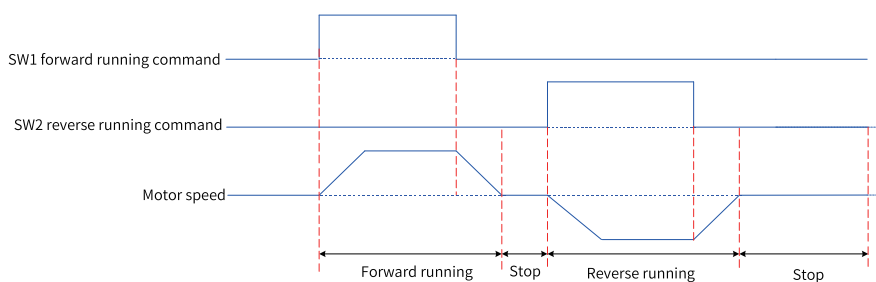 SW1 forward running command
SW2 reverse running command
Motor speed
Forward running
Stop
Reverse running
Stop